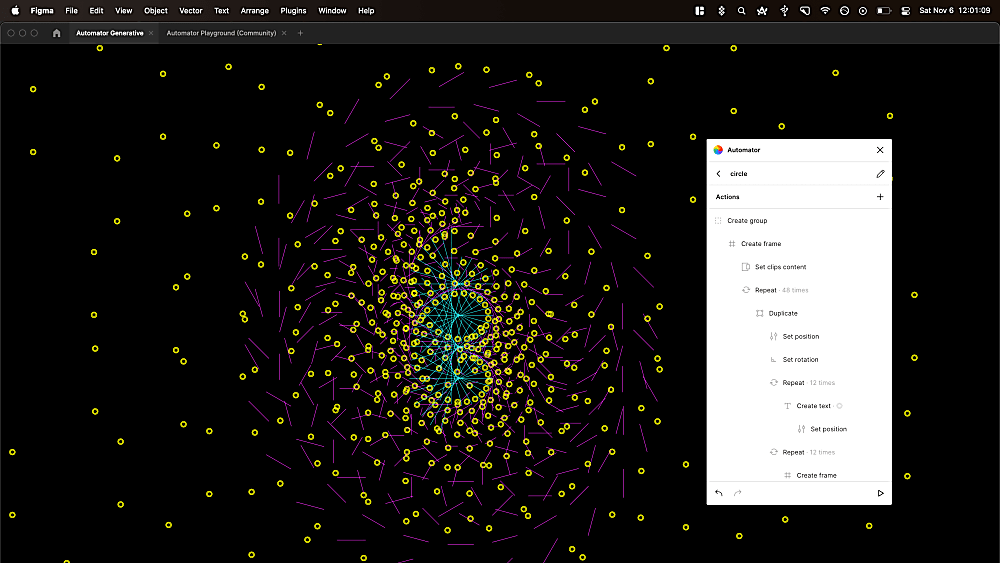 Figma File Edit View Object Vector Text Arrange Plugins Window Help Sat Nov 6 12:01:09
Automator Generative Automator Playground (Community)
Automator
circle
Actions
Create group
Create frame
Set clips content
Repeat · 48 times
Duplicate
Set position
Set rotation
Repeat · 12 times
Create text ·
Set position
Repeat · 12 times
Create frame